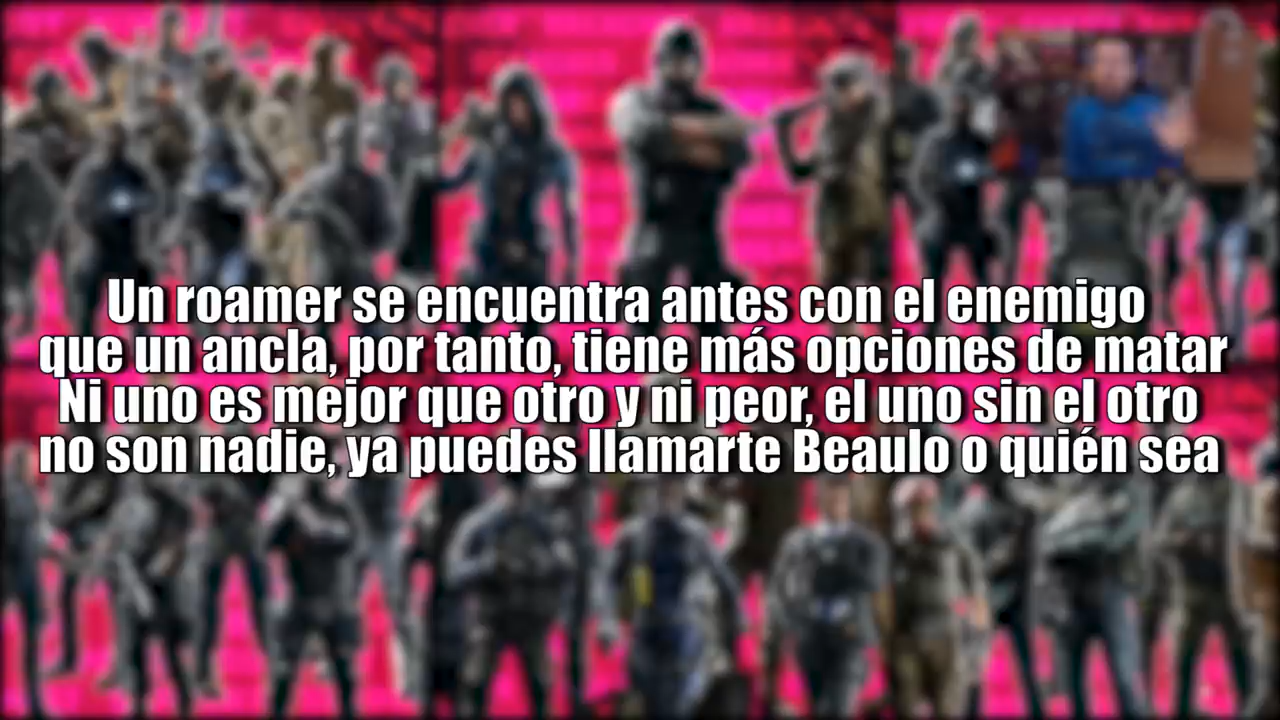 Un roamer se encuentra antes con el enemigo
que un ancla, por tanto, tiene más opciones de matar
Ni uno es mejor que otro y ni peor, el uno sin el otro
no son nadie, ya puedes llamarte Beaulo o quién sea